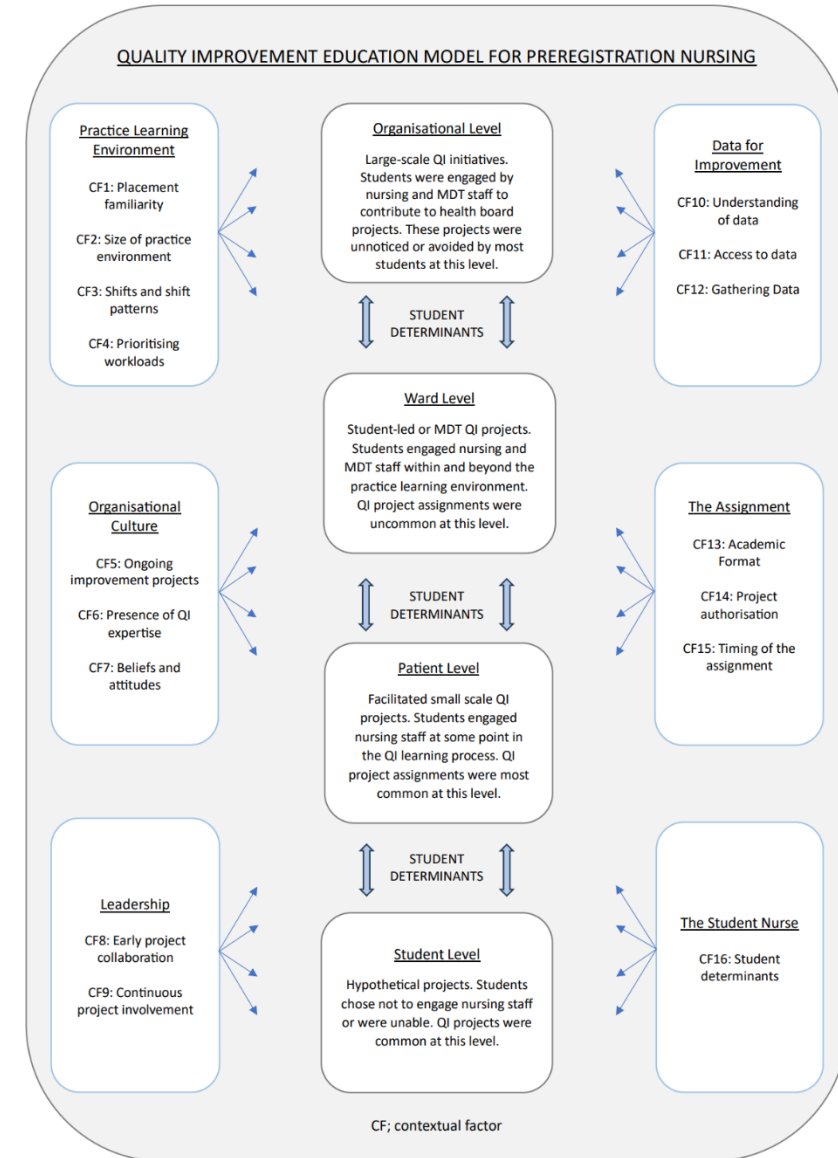 QUALITY IMPROVEMENT EDUCATION MODEL FOR PREREGISTRATION NURSING
Practice Learning
Environment
CF1: Placement
familiarity
CF2: Size of practice
environment
CF3: Shifts and shift
patterns
CF4: Prioritising
workloads
Organisational Level
Large-scale QI initiatives.
Students were engaged by
nursing and MDT staff to
contribute to health board
projects. These projects were
unnoticed or avoided by most
students at this level.
Data for
Improvement
CF10: Understanding
of data
CF11: Access to data
CF12: Gathering Data
STUDENT
DETERMINANTS
Ward Level
Student-led or MDT QI projects.
Students engaged nursing and
MDT staff within and beyond the
practice learning environment.
QI project assignments were
uncommon at this level.
Organisational
Culture
CF5: Ongoing
improvement projects
CF6: Presence of QI
expertise
CF7: Beliefs and
attitudes
The Assignment
CF13: Academic
Format
CF14: Project
authorisation
CF15: Timing of the
assignment
STUDENT
DETERMINANTS
Patient Level
Facilitated small scale QI
projects. Students engaged
nursing staff at some point in
the QI learning process. QI
project assignments were most
common at this level.
STUDENT
DETERMINANTS
Leadership
CF8: Early project
collaboration
CF9: Continuous
project involvement
Student Level
Hypothetical projects. Students
chose not to engage nursing staff
or were unable. QI projects were
common at this level.
The Student Nurse
CF16: Student
determinants
CF; contextual factor